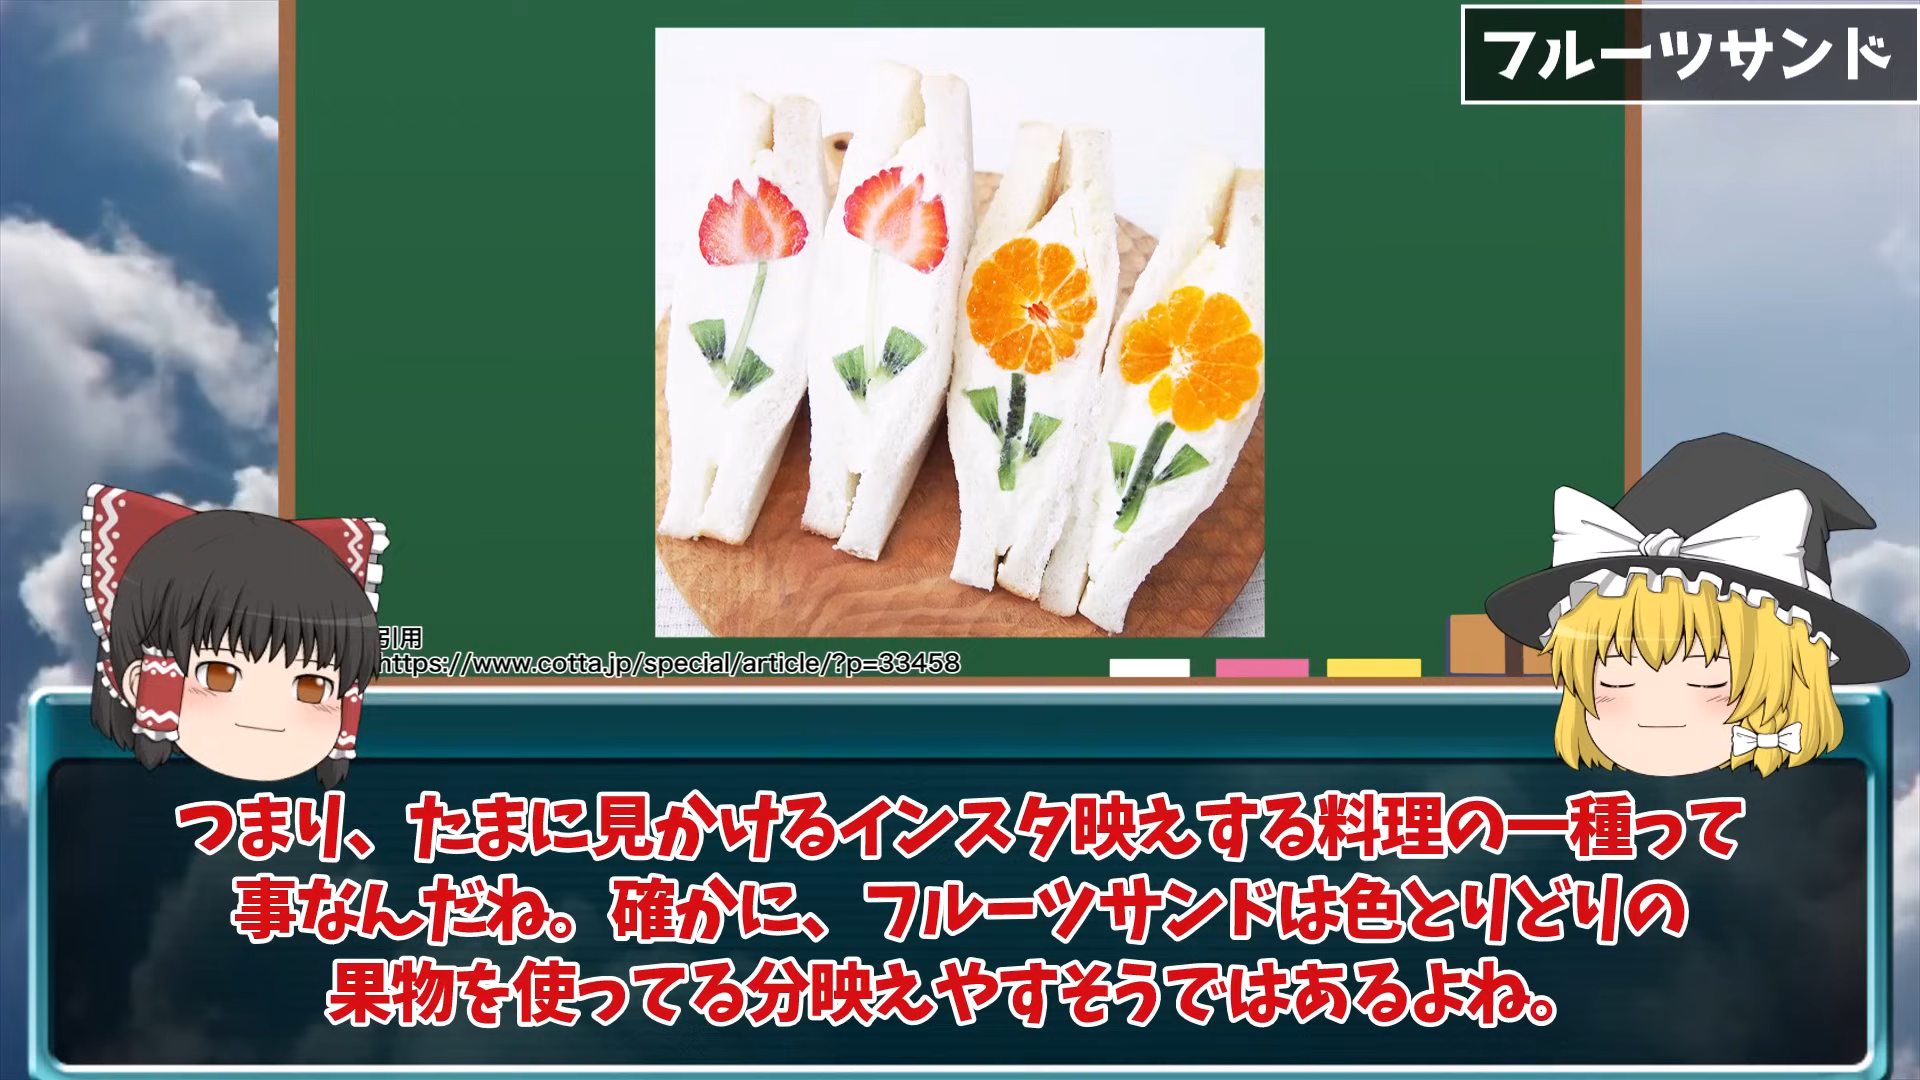 フルーツサンド
引用
https://www.cotta.jp/special/article/?p=33458
つまり、たまに見かけるインスタ映えする料理の一種って
事なんだね。確かに、フルーツサンドは色とりどりの
果物を使ってる分映えやすそうではあるよね。